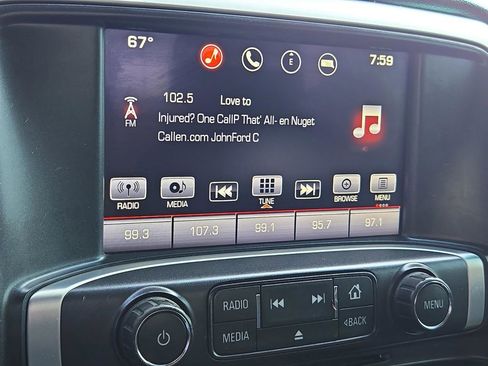 67°
E
7:59
FM
102.5 Love to
Injured? One CallP That' All- en Nuget
Callen.com JohnFord C
RADIO MEDIA TUNE BROWSE MENU
99.3 107.3 99.1 95.7 97.1
RADIO
MENU
MEDIA
<BACK